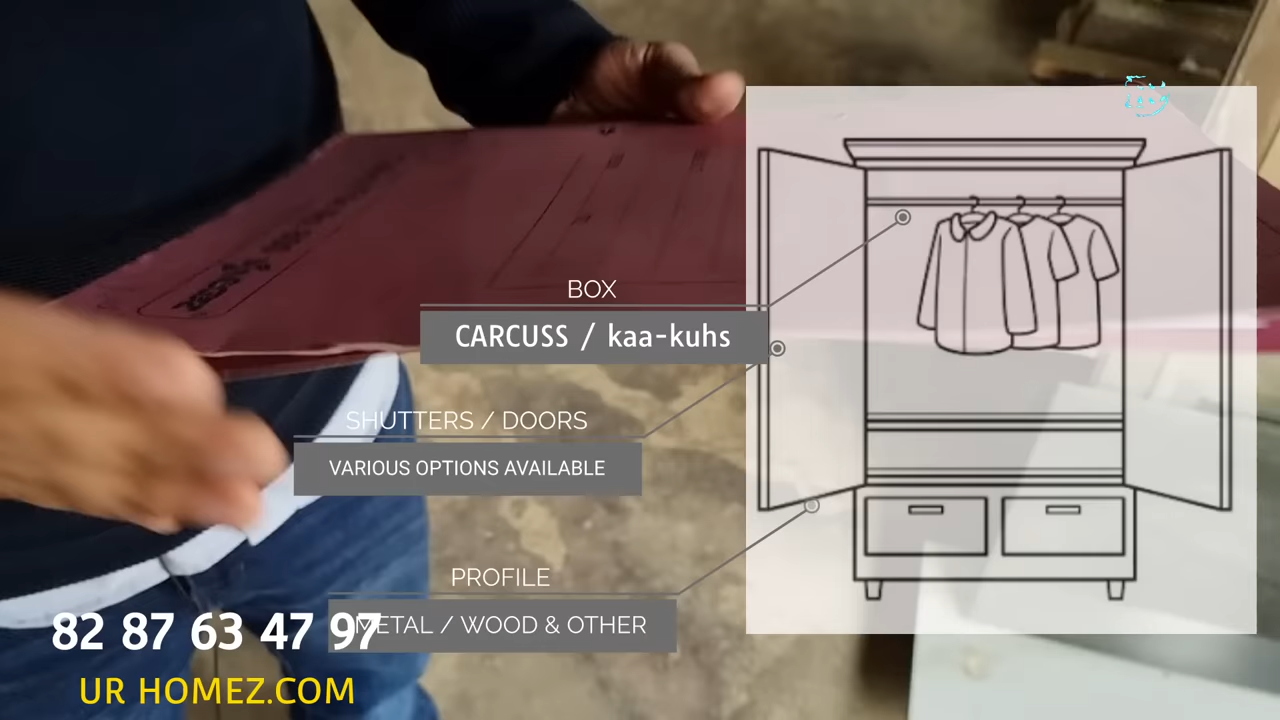 BOX
CARCUSS / kaa-kuhs
SHUTTERS / DOORS
VARIOUS OPTIONS AVAILABLE
PROFILE
METAL / WOOD & OTHER
82 87 63 47 97
UR HOMEZ.COM